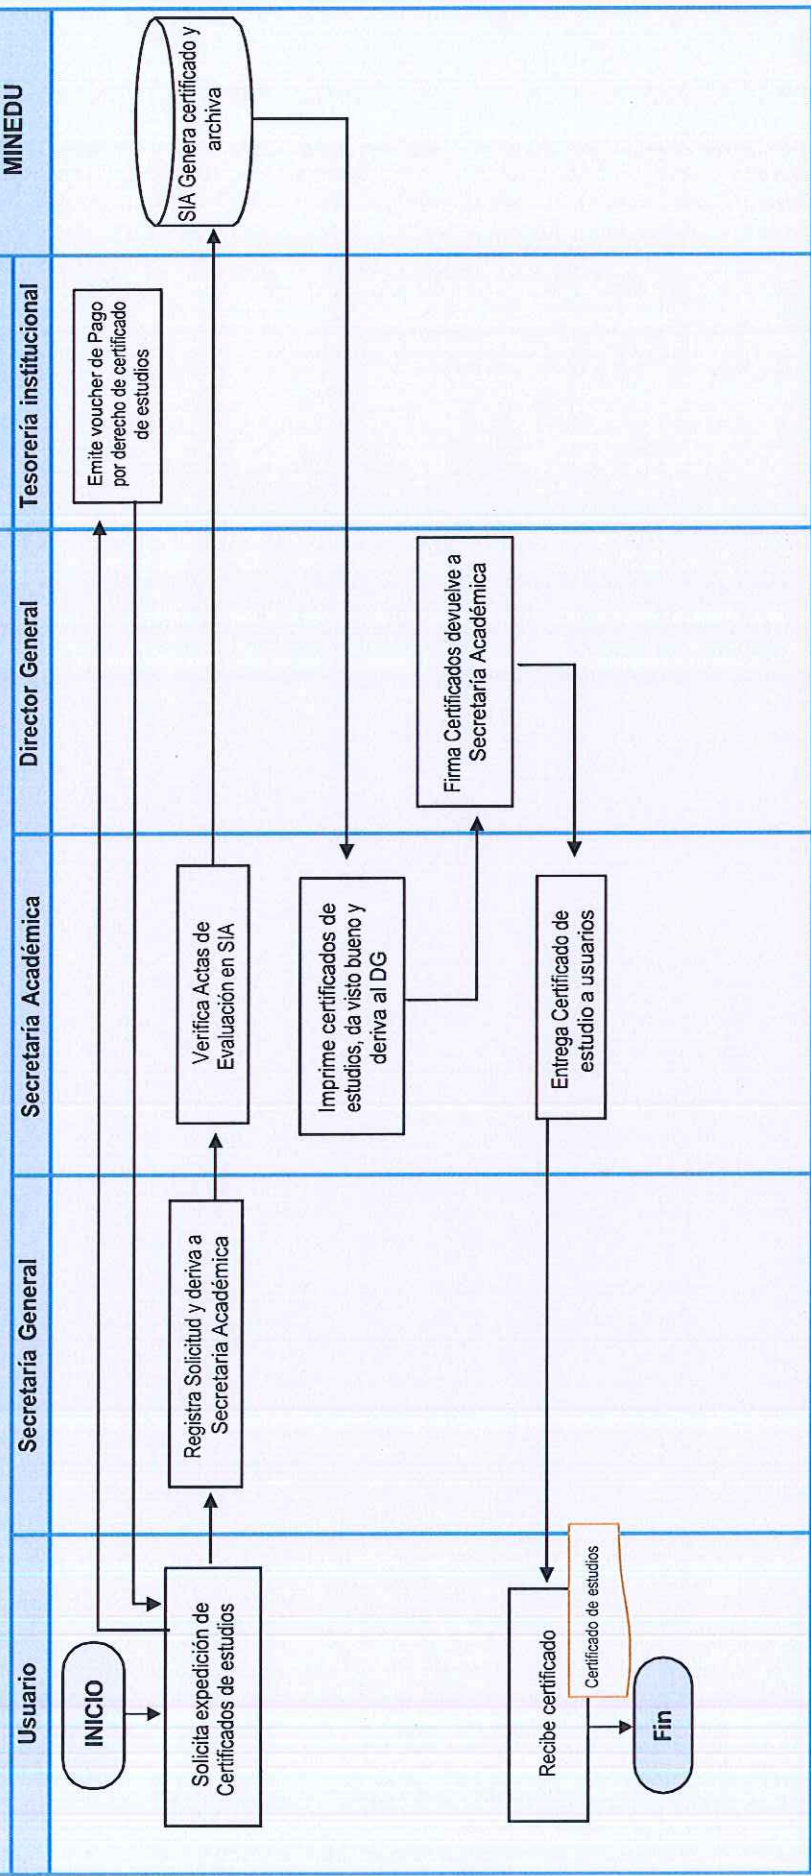 Usuario
Secretaría General
Secretaría Académica
Director General
Tesorería institucional
MINEDU
INICIO
Solicita expedición de
Certificados de estudios
Emite voucher de Pago
por derecho de certificado
de estudios
Registra Solicitud y deriva a
Secretaria Académica
Verifica Actas de
Evaluación en SIA
SIA Genera certificado y
archiva
Imprime certificados de
estudios, da visto bueno y
deriva al DG
Firma Certificados devuelve a
Secretaría Académica
Entrega Certificado de
estudio a usuarios
Recibe certificado
Certificado de estudios
Fin